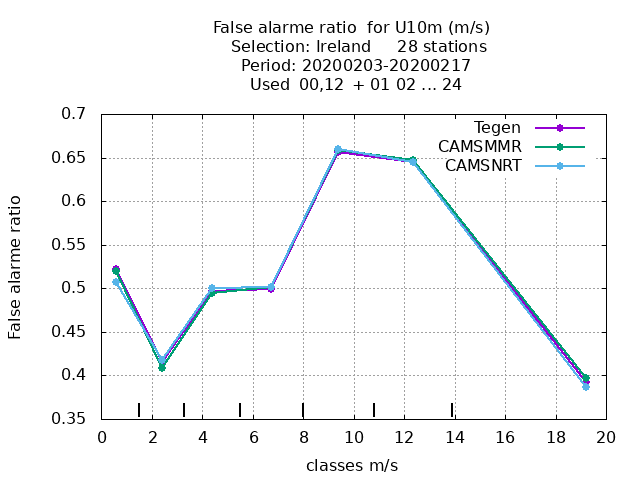 False alarme ratio  for U10m (m/s)
Selection: Ireland     28 stations
Period: 20200203-20200217
Used  00,12  + 01 02 ... 24
0.7
0.65
0.6
0.55
0.5
0.45
0.4
0.35
False alarme ratio
Tegen
CAMSMMR
CAMSNRT
0 2 4 6 8 10 12 14 16 18 20
classes m/s